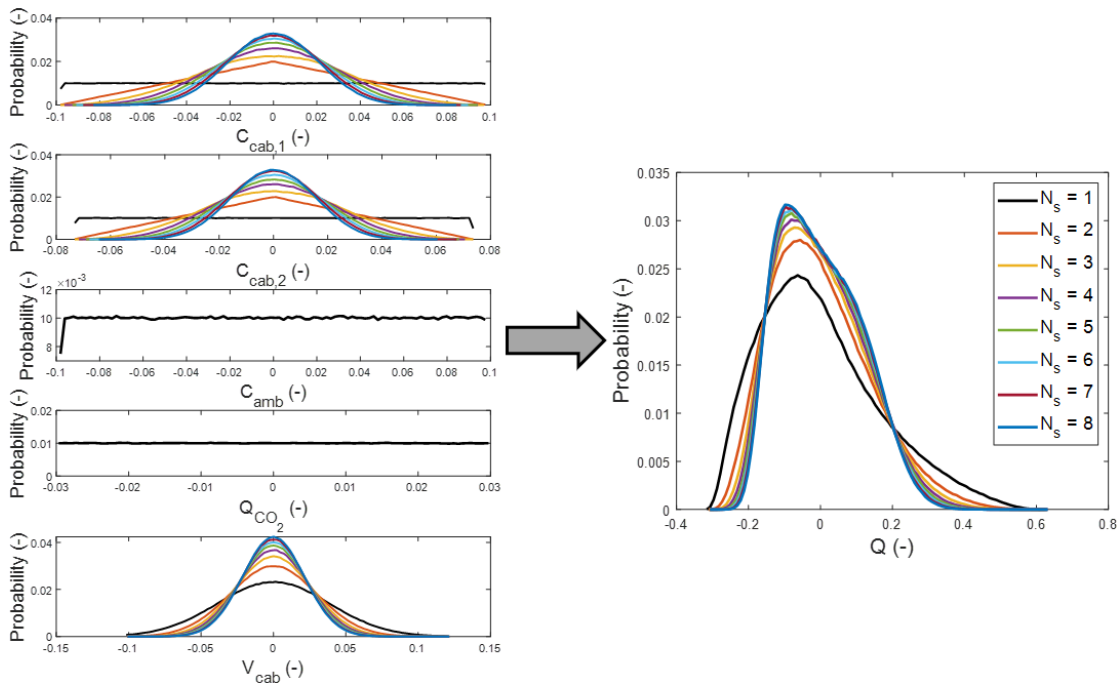 0.04
0.02
0
Probability (-)
-0.1 -0.08 -0.06 -0.04 -0.02 0 0.02 0.04 0.06 0.08 0.1
C_cab,1 (-)
0.04
0.02
0
Probability (-)
-0.08 -0.06 -0.04 -0.02 0 0.02 0.04 0.06 0.08
C_cab,2 (-)
×10^-3
12
10
8
Probability (-)
-0.1 -0.08 -0.06 -0.04 -0.02 0 0.02 0.04 0.06 0.08 0.1
C_amb (-)
0.02
0.01
0
Probability (-)
-0.03 -0.02 -0.01 0 0.01 0.02 0.03
Q_CO_2 (-)
0.04
0.02
0
Probability (-)
-0.15 -0.1 -0.05 0 0.05 0.1 0.15
V_cab (-)
0.035
0.03
0.025
0.02
0.015
0.01
0.005
0
Probability (-)
-0.4 -0.2 0 0.2 0.4 0.6 0.8
Q (-)
N_s = 1
N_s = 2
N_s = 3
N_s = 4
N_s = 5
N_s = 6
N_s = 7
N_s = 8